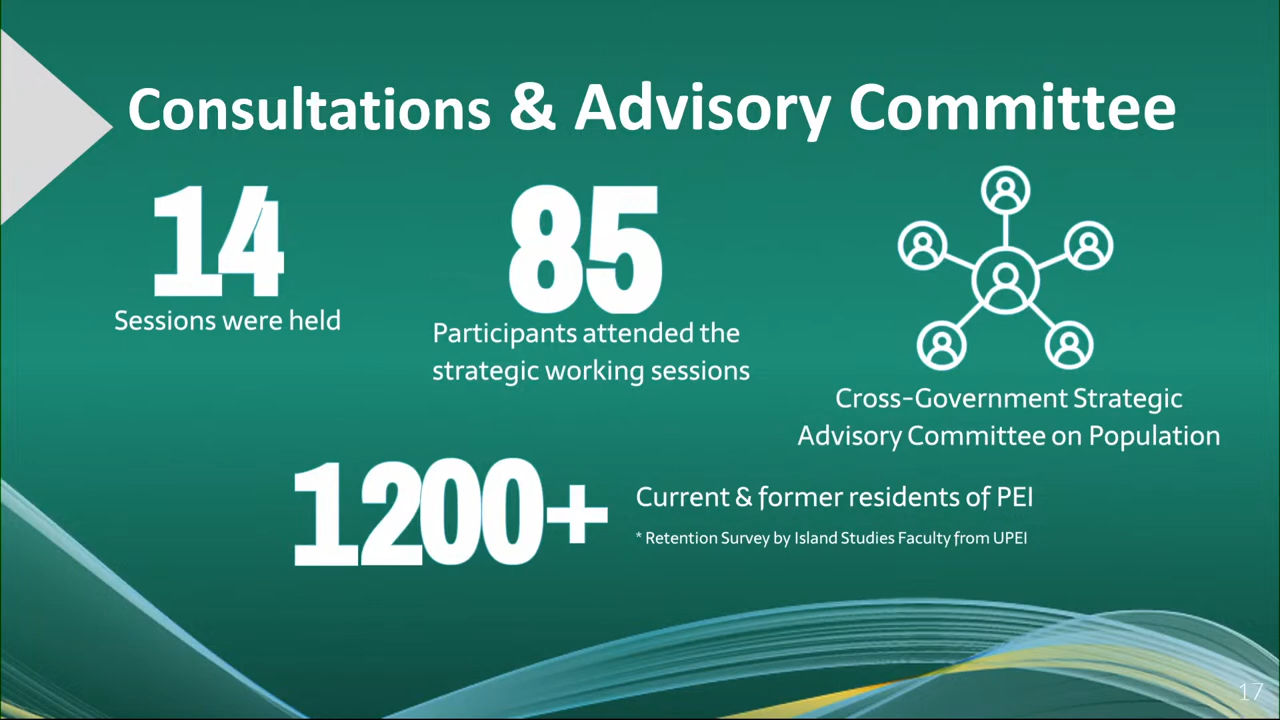 Consultations & Advisory Committee
14
Sessions were held
85
Participants attended the
strategic working sessions
Cross-Government Strategic
Advisory Committee on Population
1200+
Current & former residents of PEI
* Retention Survey by Island Studies Faculty from UPEI
17